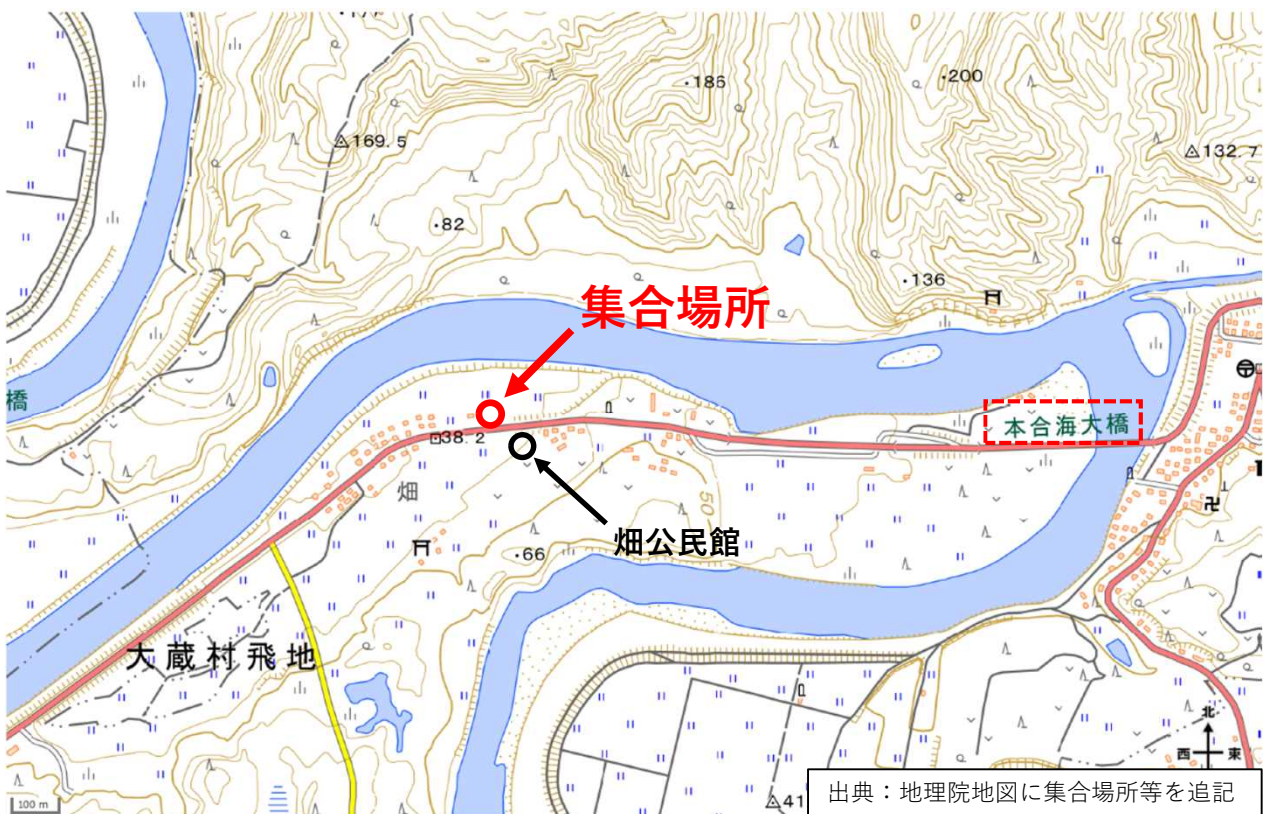 ・186
・200
△169.5
△132.7
・82
・136
集合場所
橋
本合海大橋
38.2
畑
50
畑公民館
・66
大蔵村飛地
北
西 東
100 m
△41
出典：地理院地図に集合場所等を追記